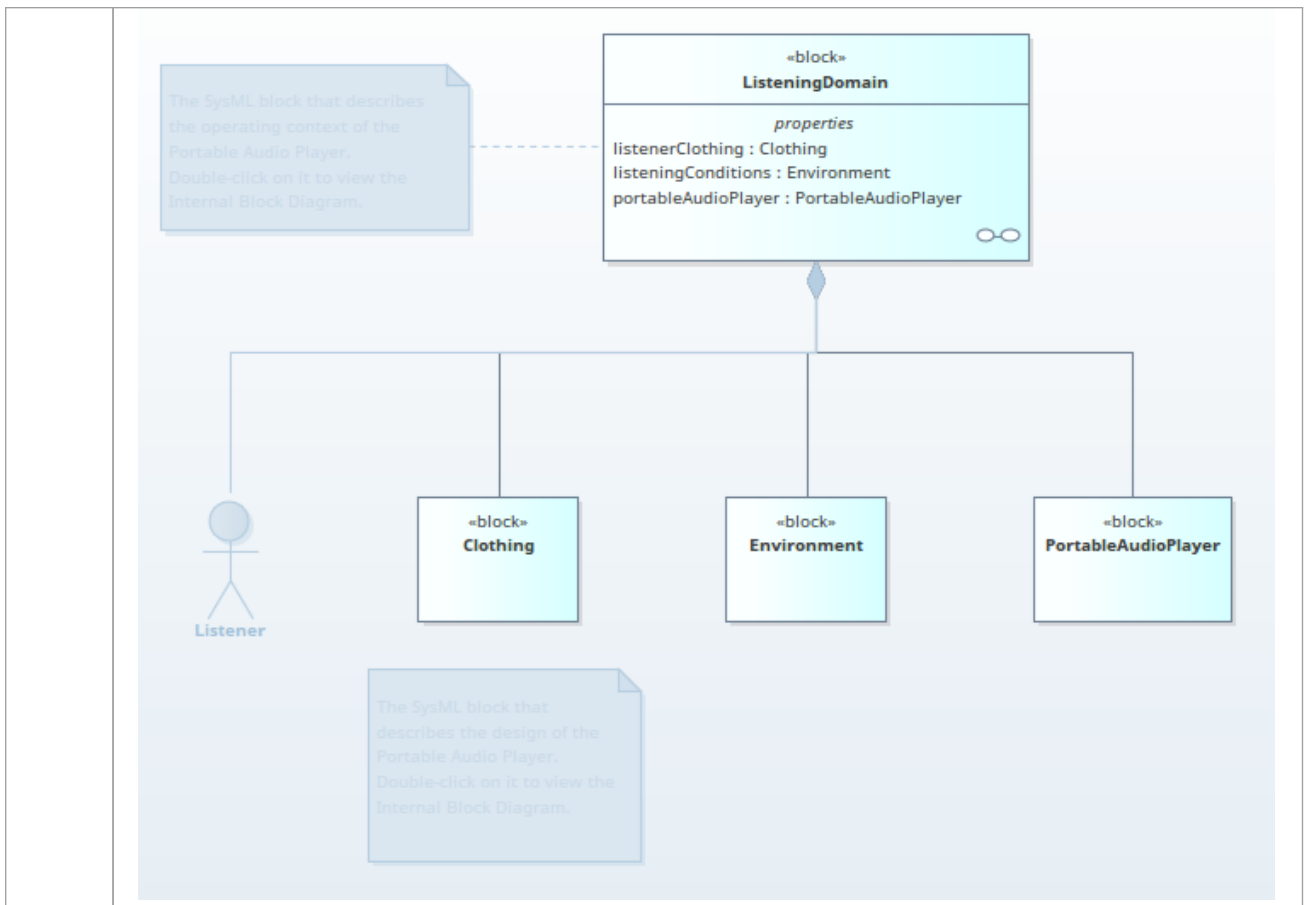 The SysML block that describes
the operating context of the
Portable Audio Player.
Double-click on it to view the
Internal Block Diagram.
«block»
ListeningDomain
properties
listenerClothing : Clothing
listeningConditions : Environment
portableAudioPlayer : PortableAudioPlayer
Listener
«block»
Clothing
«block»
Environment
«block»
PortableAudioPlayer
The SysML block that
describes the design of the
Portable Audio Player.
Double-click on it to view the
Internal Block Diagram.